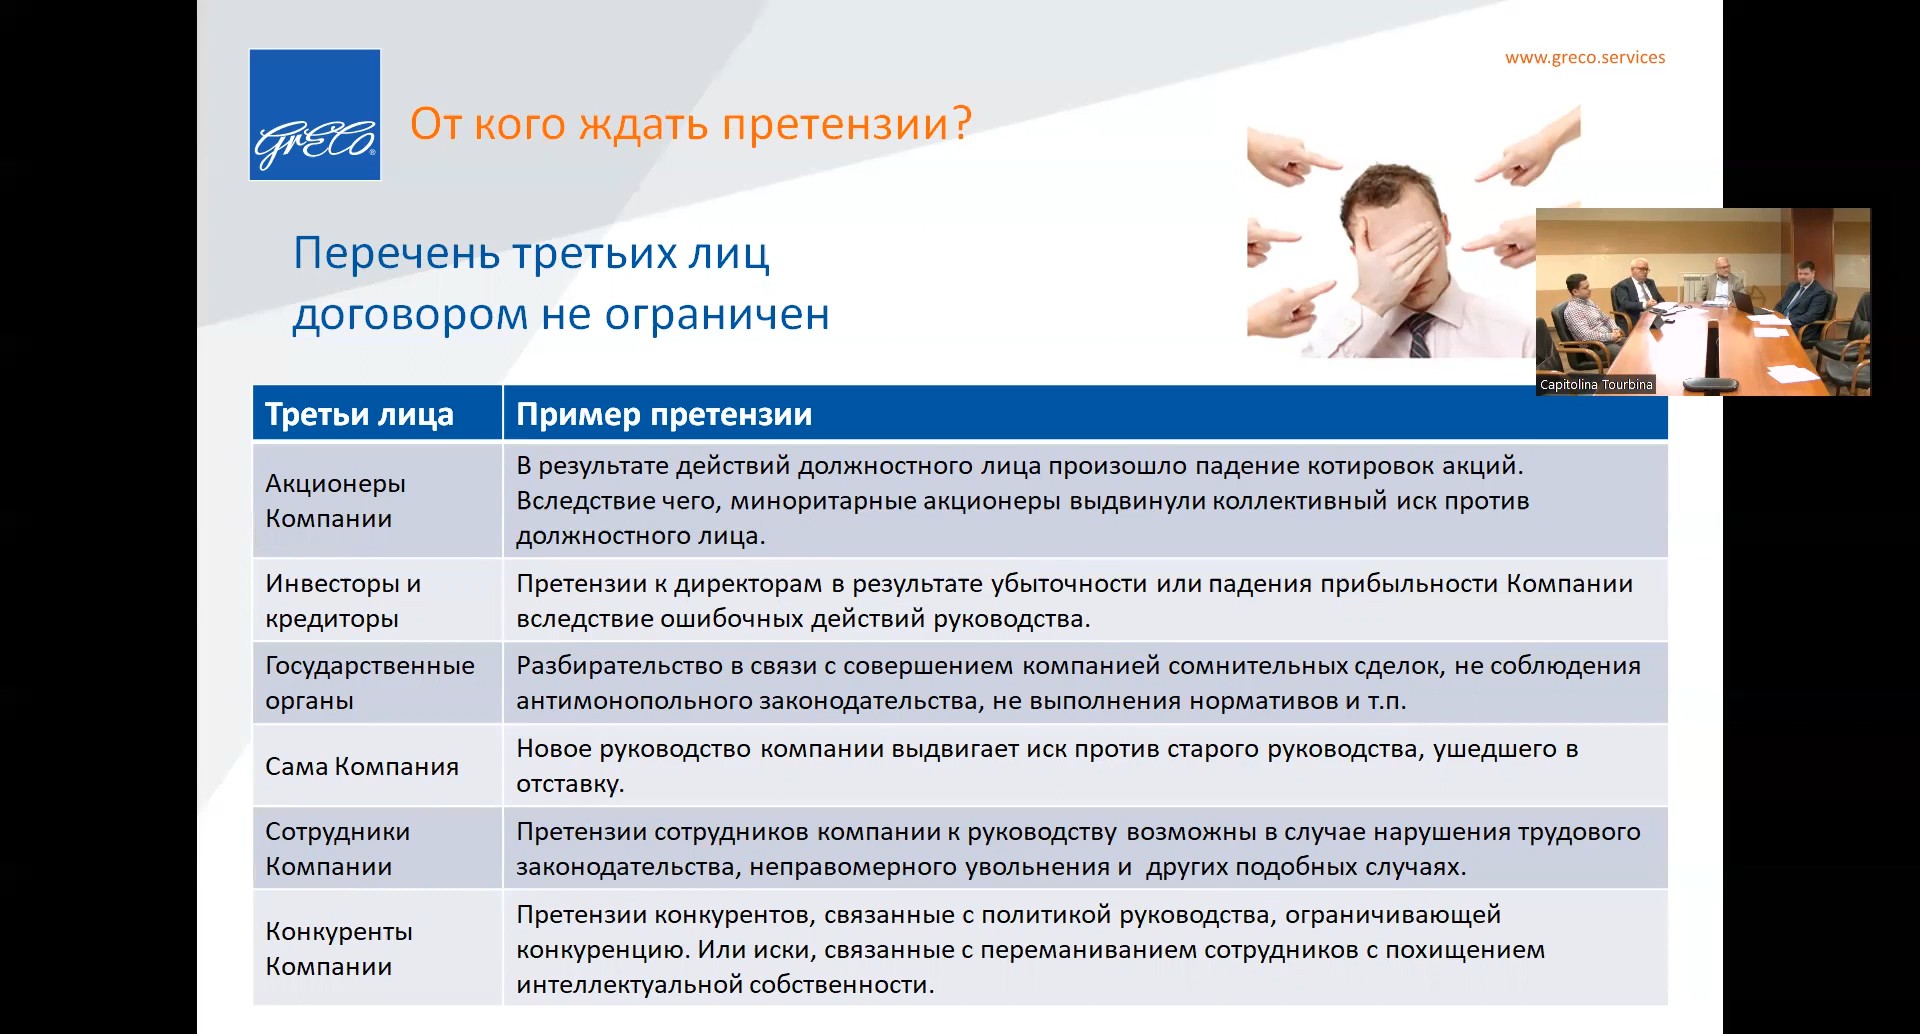 www.greco.services
GrECo®
От кого ждать претензии?
Перечень третьих лиц
договором не ограничен
Capitolina Tourbina
Третьи лица
Пример претензии
Акционеры
Компании
В результате действий должностного лица произошло падение котировок акций.
Вследствие чего, миноритарные акционеры выдвинули коллективный иск против
должностного лица.
Инвесторы и
кредиторы
Претензии к директорам в результате убыточности или падения прибыльности Компании
вследствие ошибочных действий руководства.
Государственные
органы
Разбирательство в связи с совершением компанией сомнительных сделок, не соблюдения
антимонопольного законодательства, не выполнения нормативов и т.п.
Сама Компания
Новое руководство компании выдвигает иск против старого руководства, ушедшего в
отставку.
Сотрудники
Компании
Претензии сотрудников компании к руководству возможны в случае нарушения трудового
законодательства, неправомерного увольнения и  других подобных случаях.
Конкуренты
Компании
Претензии конкурентов, связанные с политикой руководства, ограничивающей
конкуренцию. Или иски, связанные с переманиванием сотрудников с похищением
интеллектуальной собственности.